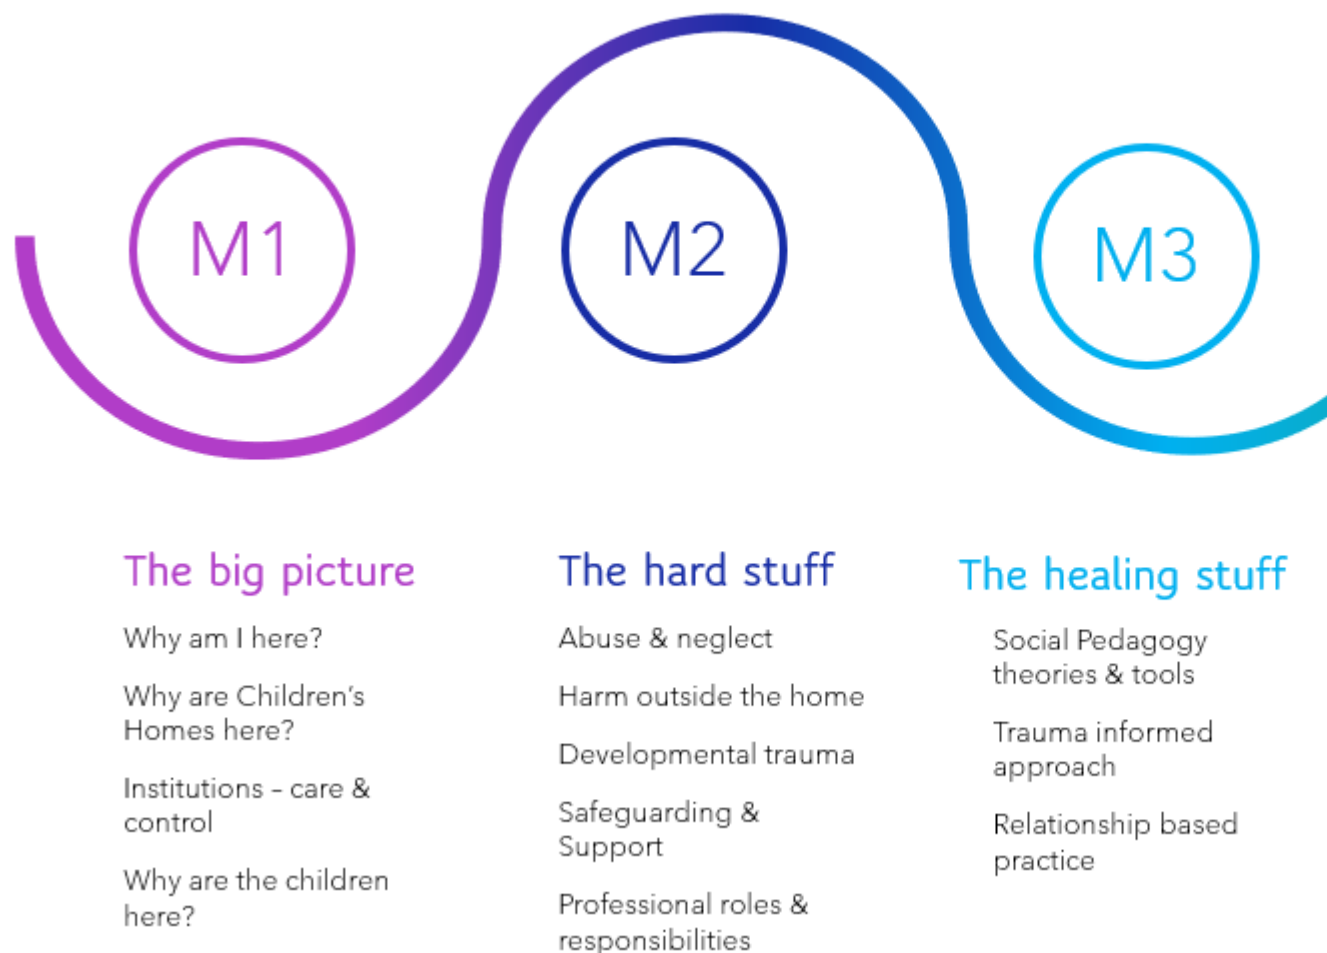 M1
M2
M3
The big picture
Why am I here?
Why are Children's
Homes here?
Institutions – care &
control
Why are the children
here?
The hard stuff
Abuse & neglect
Harm outside the home
Developmental trauma
Safeguarding &
Support
Professional roles &
responsibilities
The healing stuff
Social Pedagogy
theories & tools
Trauma informed
approach
Relationship based
practice